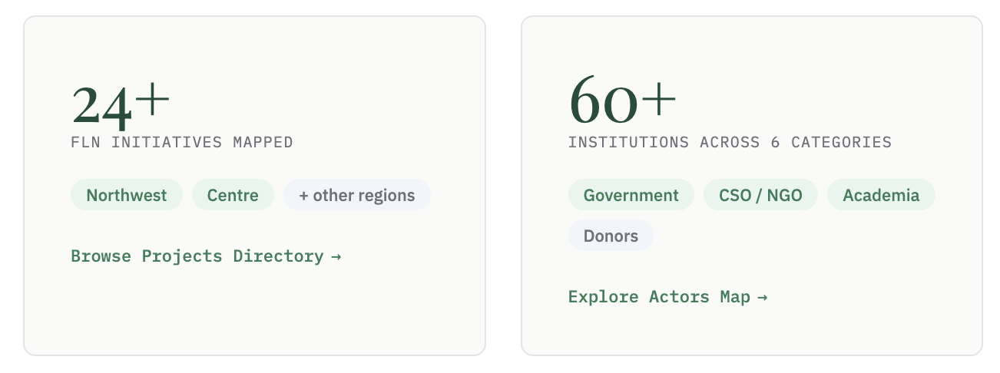 24+
FLN INITIATIVES MAPPED
Northwest Centre + other regions
Browse Projects Directory →
60+
INSTITUTIONS ACROSS 6 CATEGORIES
Government CSO / NGO Academia
Donors
Explore Actors Map →